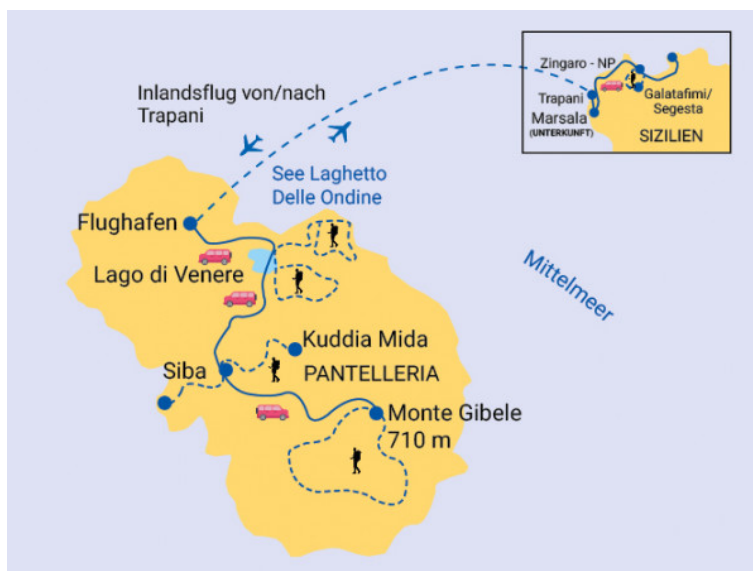 Zingaro - NP
Trapani
Marsala
(UNTERKUNFT)
Galatafimi/
Segesta
SIZILIEN
Inlandsflug von/nach
Trapani
See Laghetto
Delle Ondine
Flughafen
Lago di Venere
Mittelmeer
Kuddia Mida
Siba
PANTELLERIA
Monte Gibele
710 m